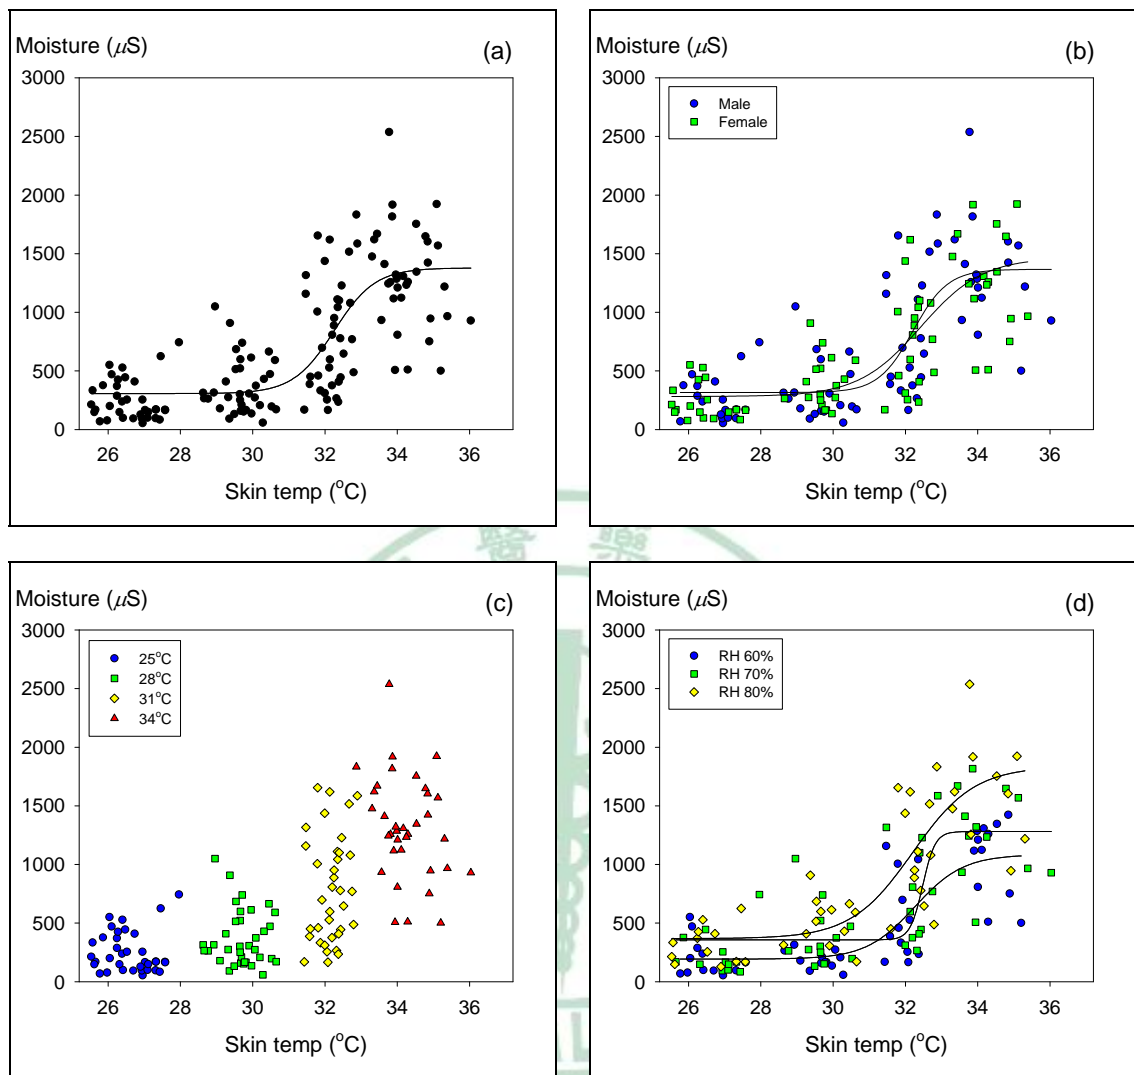 Moisture (μS)
(a)
3000
2500
2000
1500
1000
500
0
26 28 30 32 34 36
Skin temp (°C)
Moisture (μS)
(b)
Male
Female
3000
2500
2000
1500
1000
500
0
26 28 30 32 34 36
Skin temp (°C)
醫 藥
Moisture (μS)
(c)
25°C
28°C
31°C
34°C
3000
2500
2000
1500
1000
500
0
26 28 30 32 34 36
Skin temp (°C)
Moisture (μS)
(d)
RH 60%
RH 70%
RH 80%
3000
2500
2000
1500
1000
500
0
26 28 30 32 34 36
Skin temp (°C)